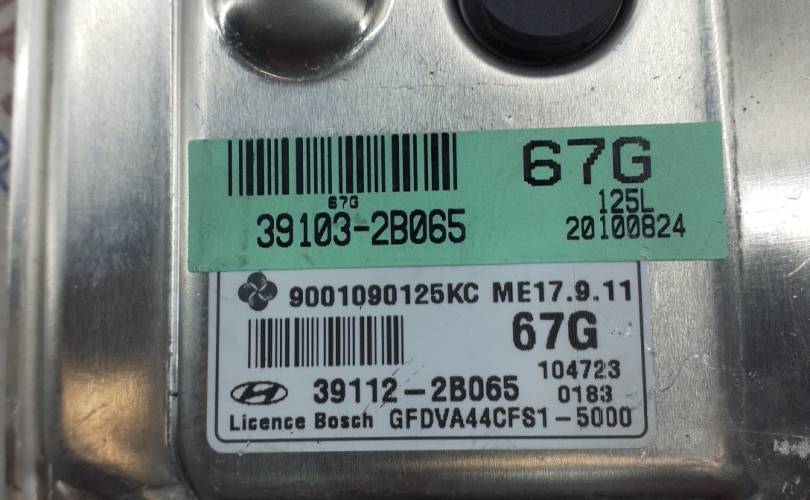 67G
67G
125L
39103-2B065
20100824
9001090125KC ME17.9.11
67G
104723
39112-2B065
0183
Licence Bosch GFDVA44CFS1-5000